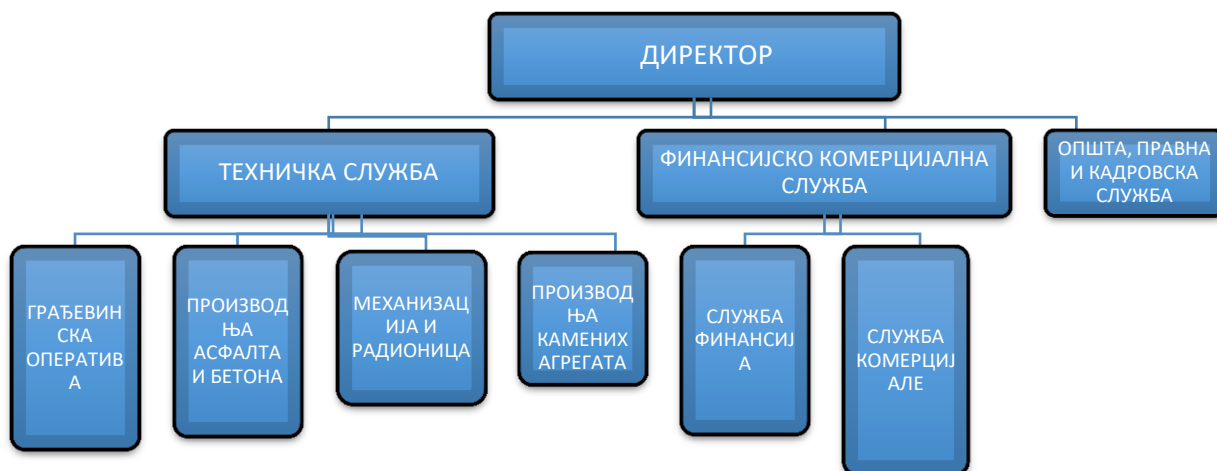 ДИРЕКТОР
ТЕХНИЧКА СЛУЖБА
ФИНАНСИЈСКО КОМЕРЦИЈАЛНА
СЛУЖБА
ОПШТА, ПРАВНА
И КАДРОВСКА
СЛУЖБА
ГРАЂЕВИН
СКА
ОПЕРАТИВ
А
ПРОИЗВОД
ЊА
АСФАЛТА
И БЕТОНА
МЕХАНИЗАЦ
ИЈА И
РАДИОНИЦА
ПРОИЗВОД
ЊА
КАМЕНИХ
АГРЕГАТА
СЛУЖБА
ФИНАНСИЈ
А
СЛУЖБА
КОМЕРЦИЈ
АЛЕ